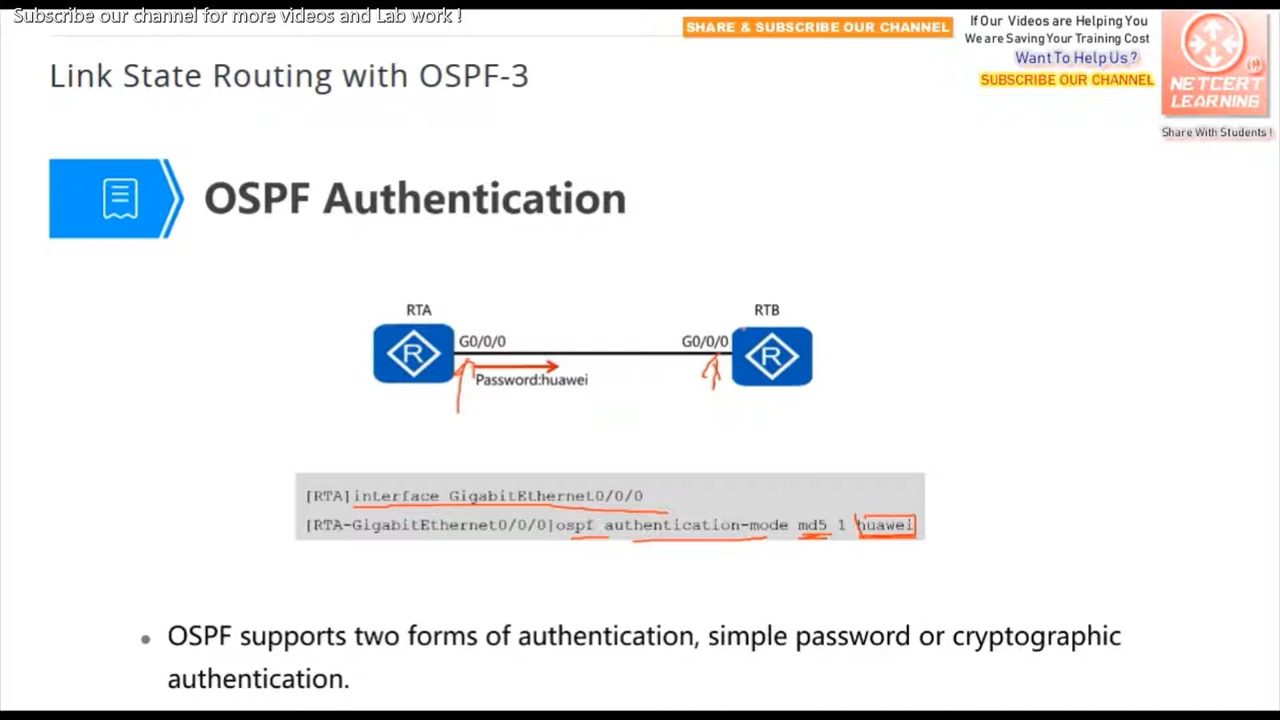 Subscribe our channel for more videos and Lab work !
SHARE & SUBSCRIBE OUR CHANNEL
If Our Videos are Helping You
We are Saving Your Training Cost
Want To Help Us ?
SUBSCRIBE OUR CHANNEL
NETCERT
LEARNING
Share With Students !
Link State Routing with OSPF-3
OSPF Authentication
RTA
RTB
G0/0/0
G0/0/0
R
R
Password:huawei
[RTA]interface GigabitEthernet0/0/0
[RTA-GigabitEthernet0/0/0]ospf authentication-mode md5 1 huawei
• OSPF supports two forms of authentication, simple password or cryptographic
authentication.